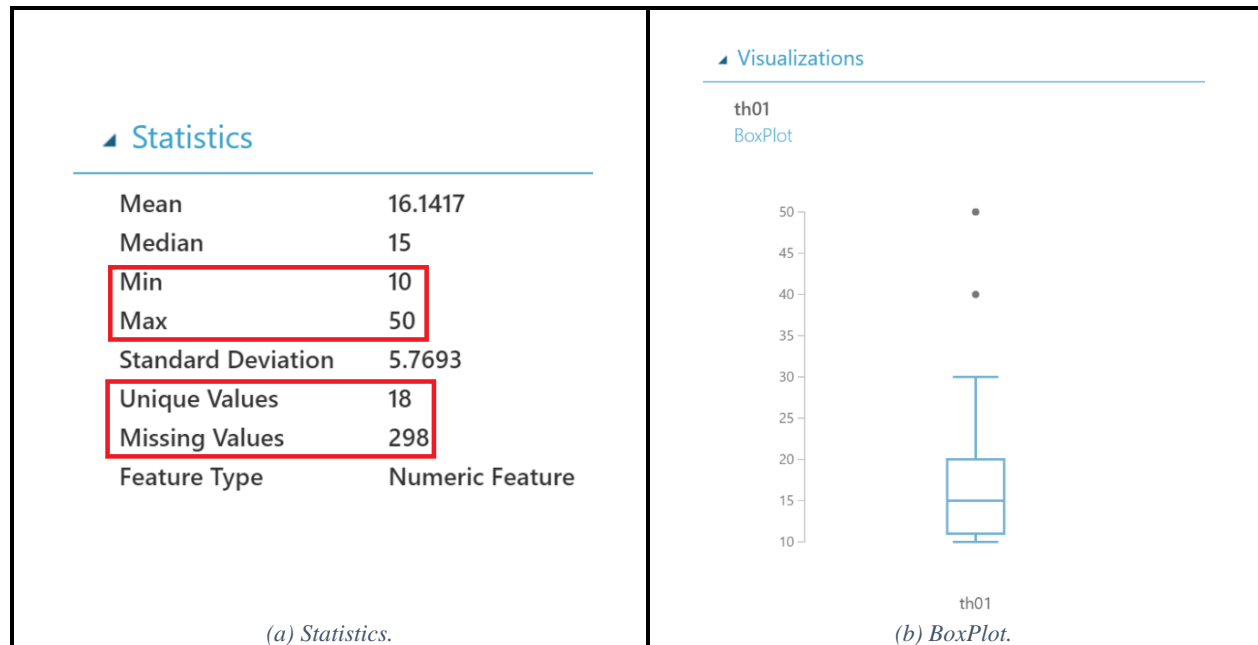 Statistics
Mean 16.1417
Median 15
Min 10
Max 50
Standard Deviation 5.7693
Unique Values 18
Missing Values 298
Feature Type Numeric Feature
(a) Statistics.
Visualizations
th01
BoxPlot
50
45
40
35
30
25
20
15
10
th01
(b) BoxPlot.